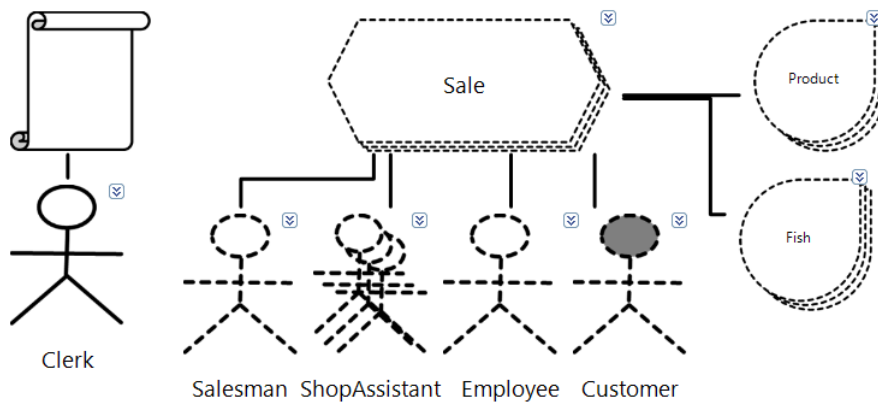 Sale
Product
Fish
Clerk
Salesman ShopAssistant Employee Customer